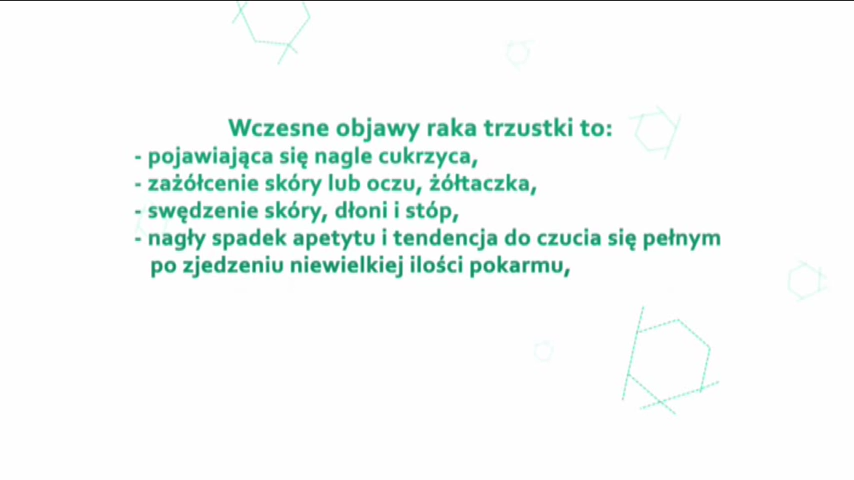 Wczesne objawy raka trzustki to:
- pojawiająca się nagle cukrzyca,
- zażółcenie skóry lub oczu, żółtaczka,
- swędzenie skóry, dłoni i stóp,
- nagły spadek apetytu i tendencja do czucia się pełnym
po zjedzeniu niewielkiej ilości pokarmu,